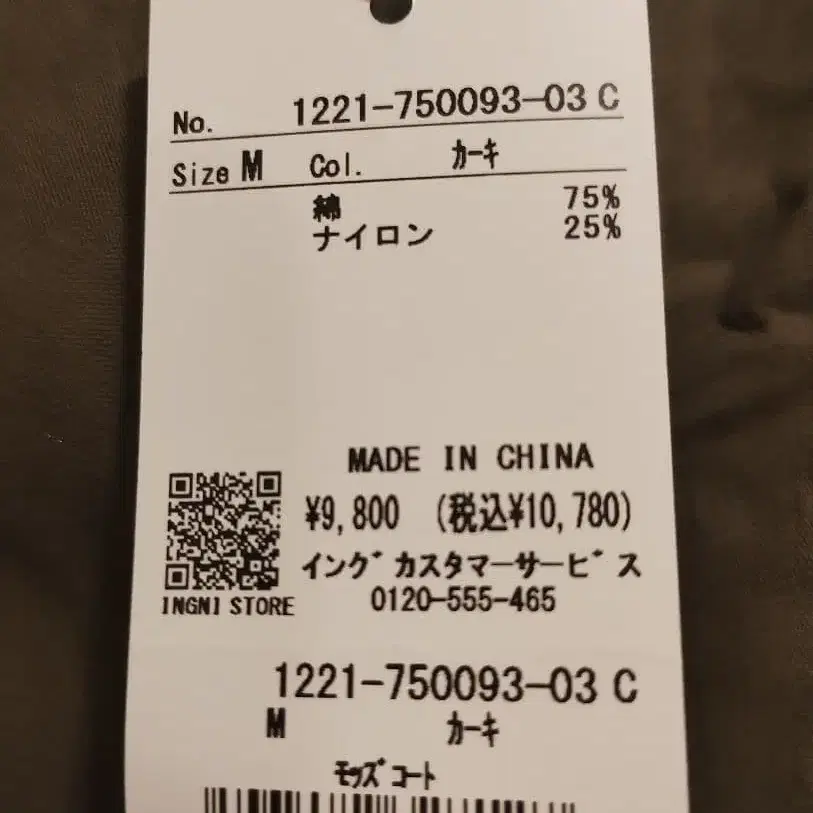 No. 1221-750093-03 C
Size M Col. カーキ
綿 75%
ナイロン 25%
MADE IN CHINA
¥9,800 (税込¥10,780)
イングカスタマーサービス
0120-555-465
INGNI STORE
1221-750093-03 C
M カーキ
モッズコート